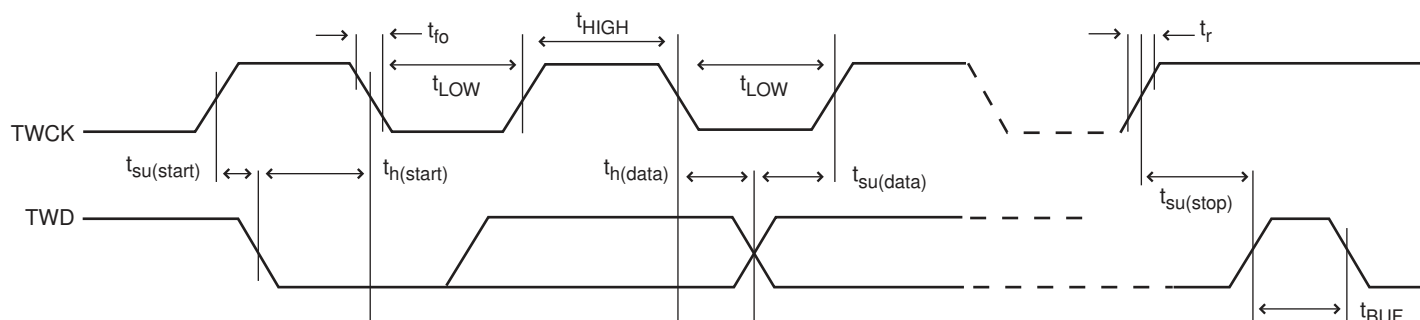 tfo
tHIGH
tr
tLOW
tLOW
TWCK
tsu(start)
th(start)
th(data)
tsu(data)
tsu(stop)
TWD
tBUF